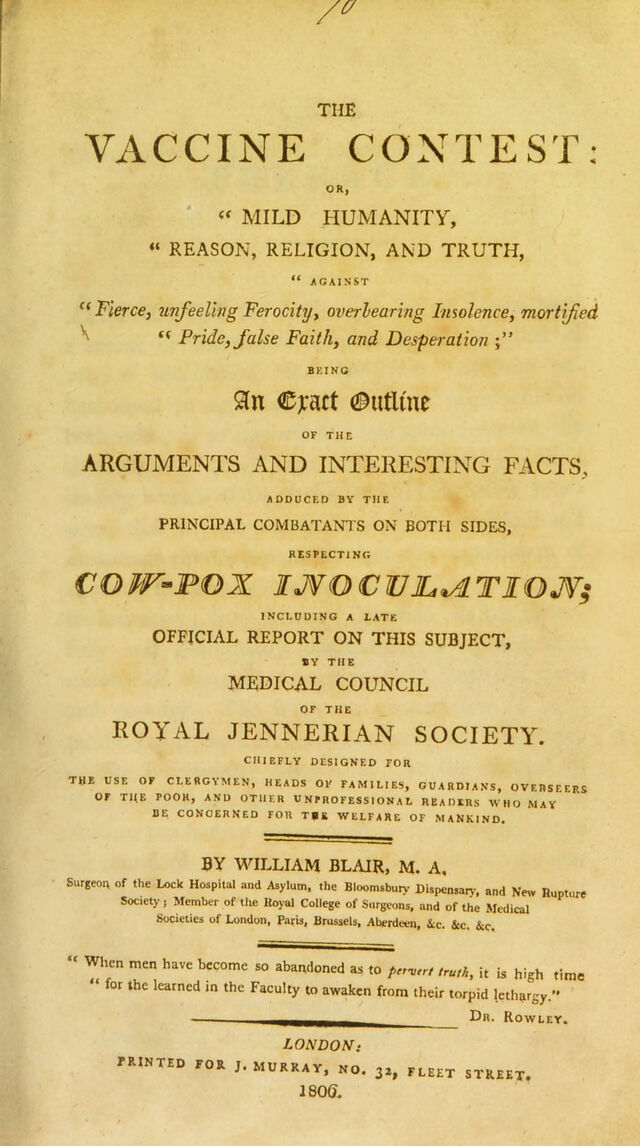 THE
VACCINE CONTEST:
OR,
“ MILD HUMANITY,
“ REASON, RELIGION, AND TRUTH,
“ AGAINST
“ Fierce, unfeeling Ferocity, overbearing Insolence, mortified
“ Pride, false Faith, and Desperation ;”
BEING
An Exact Outline
OF THE
ARGUMENTS AND INTERESTING FACTS,
ADDUCED BY THE
PRINCIPAL COMBATANTS ON BOTH SIDES,
RESPECTING
COW-POX INOCULATION;
INCLUDING A LATE
OFFICIAL REPORT ON THIS SUBJECT,
BY THE
MEDICAL COUNCIL
OF THE
ROYAL JENNERIAN SOCIETY.
CHIEFLY DESIGNED FOR
THE USE OF CLERGYMEN, HEADS OF FAMILIES, GUARDIANS, OVERSEERS
OF THE POOR, AND OTHER UNPROFESSIONAL READERS WHO MAY
BE CONCERNED FOR THE WELFARE OF MANKIND.
BY WILLIAM BLAIR, M. A.
Surgeon of the Lock Hospital and Asylum, the Bloomsbury Dispensary, and New Rupture
Society; Member of the Royal College of Surgeons, and of the Medical
Societies of London, Paris, Brussels, Aberdeen, &c. &c. &c.
“ When men have become so abandoned as to pervert truth, it is high time
“ for the learned in the Faculty to awaken from their torpid lethargy.”
DR. ROWLEY.
LONDON:
PRINTED FOR J. MURRAY, NO. 32, FLEET STREET.
1806.